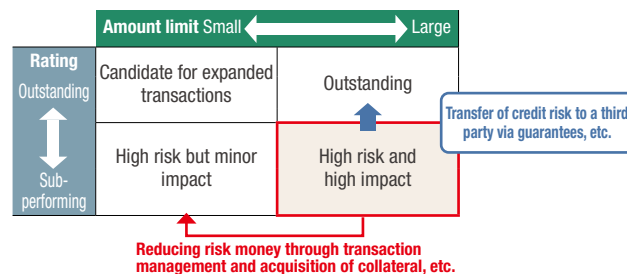 Amount limit Small Large
Rating
Outstanding
Sub-
performing
Candidate for expanded
transactions
Outstanding
High risk but minor
impact
High risk and
high impact
Transfer of credit risk to a third
party via guarantees, etc.
Reducing risk money through transaction
management and acquisition of collateral, etc.